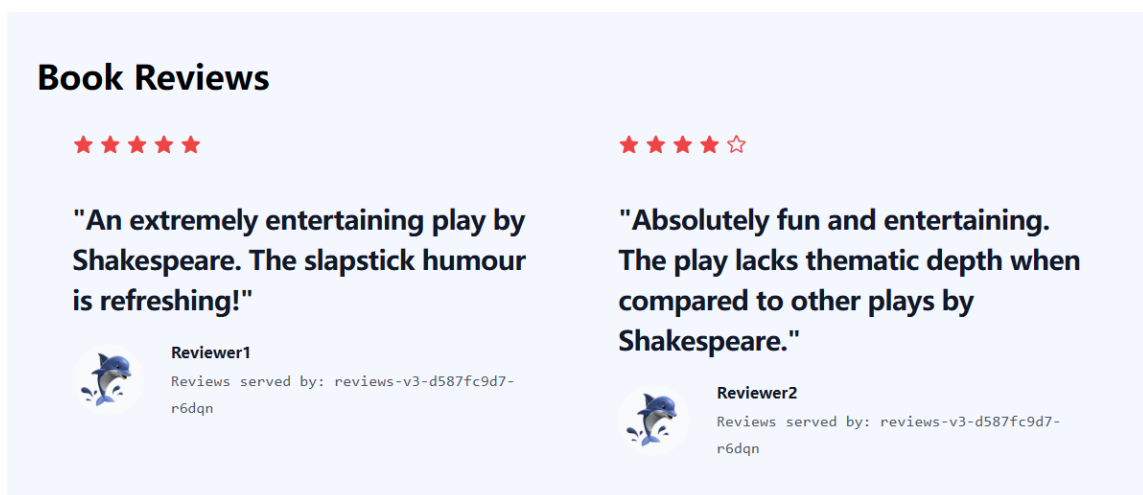 Book Reviews
"An extremely entertaining play by
Shakespeare. The slapstick humour
is refreshing!"
Reviewer1
Reviews served by: reviews-v3-d587fc9d7-
r6dqn
"Absolutely fun and entertaining.
The play lacks thematic depth when
compared to other plays by
Shakespeare."
Reviewer2
Reviews served by: reviews-v3-d587fc9d7-
r6dqn